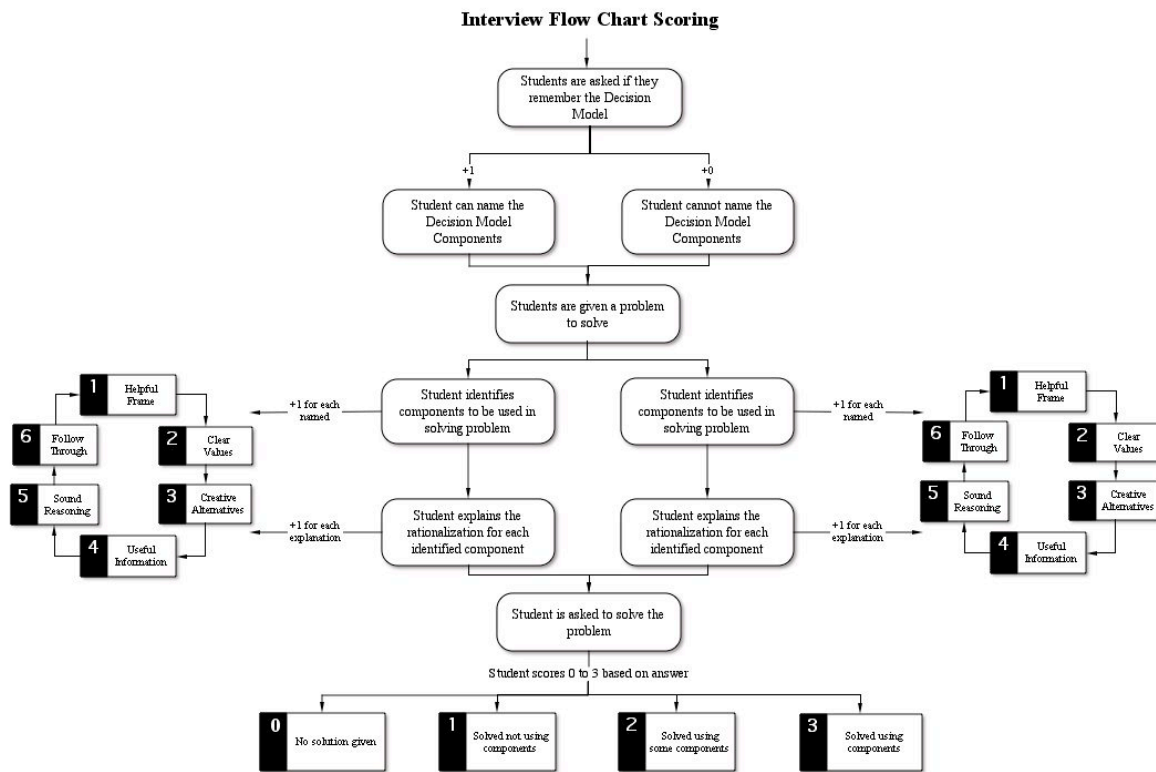 Interview Flow Chart Scoring
Students are asked if they
remember the Decision
Model
+1
+0
Student can name the
Decision Model
Components
Student cannot name the
Decision Model
Components
Students are given a problem
to solve
1
Helpful
Frame
6
Follow
Through
2
Clear
Values
5
Sound
Reasoning
3
Creative
Alternatives
4
Useful
Information
+1 for each
named
Student identifies
components to be used in
solving problem
Student identifies
components to be used in
solving problem
+1 for each
named
+1 for each
explanation
Student explains the
rationalization for each
identified component
Student explains the
rationalization for each
identified component
+1 for each
explanation
1
Helpful
Frame
6
Follow
Through
2
Clear
Values
5
Sound
Reasoning
3
Creative
Alternatives
4
Useful
Information
Student is asked to solve the
problem
Student scores 0 to 3 based on answer
0
No solution given
1
Solved not using
components
2
Solved using
some components
3
Solved using
components